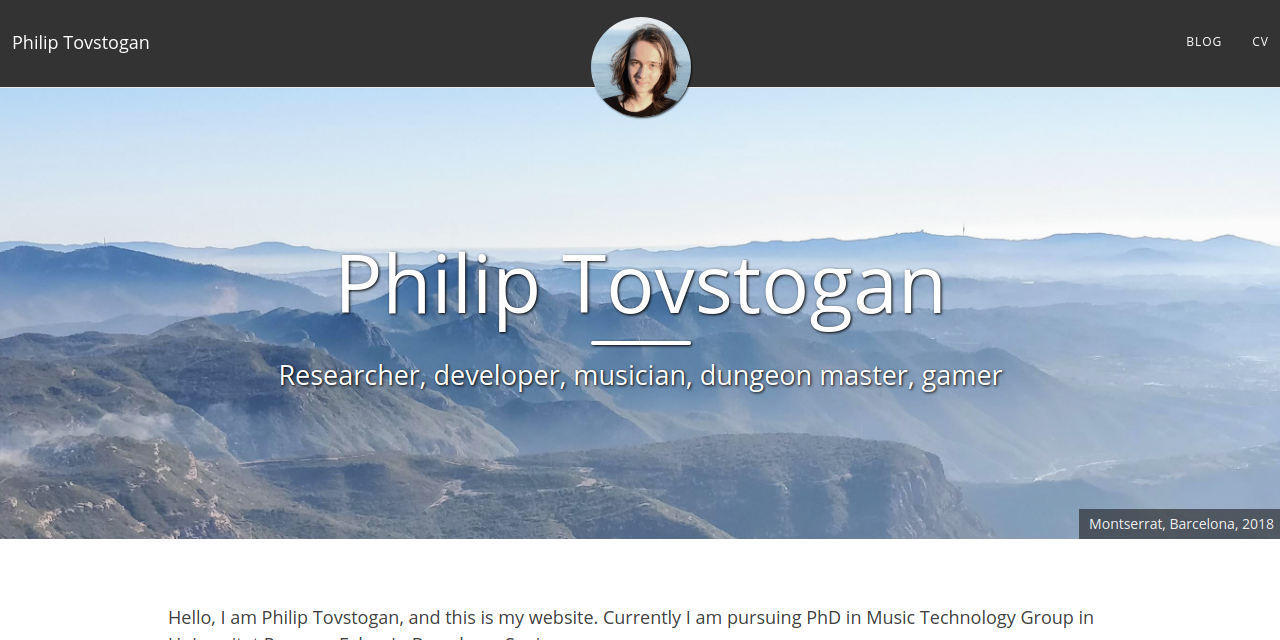 Philip Tovstogan
BLOG
CV
Philip Tovstogan
Researcher, developer, musician, dungeon master, gamer
Montserrat, Barcelona, 2018
Hello, I am Philip Tovstogan, and this is my website. Currently I am pursuing PhD in Music Technology Group in